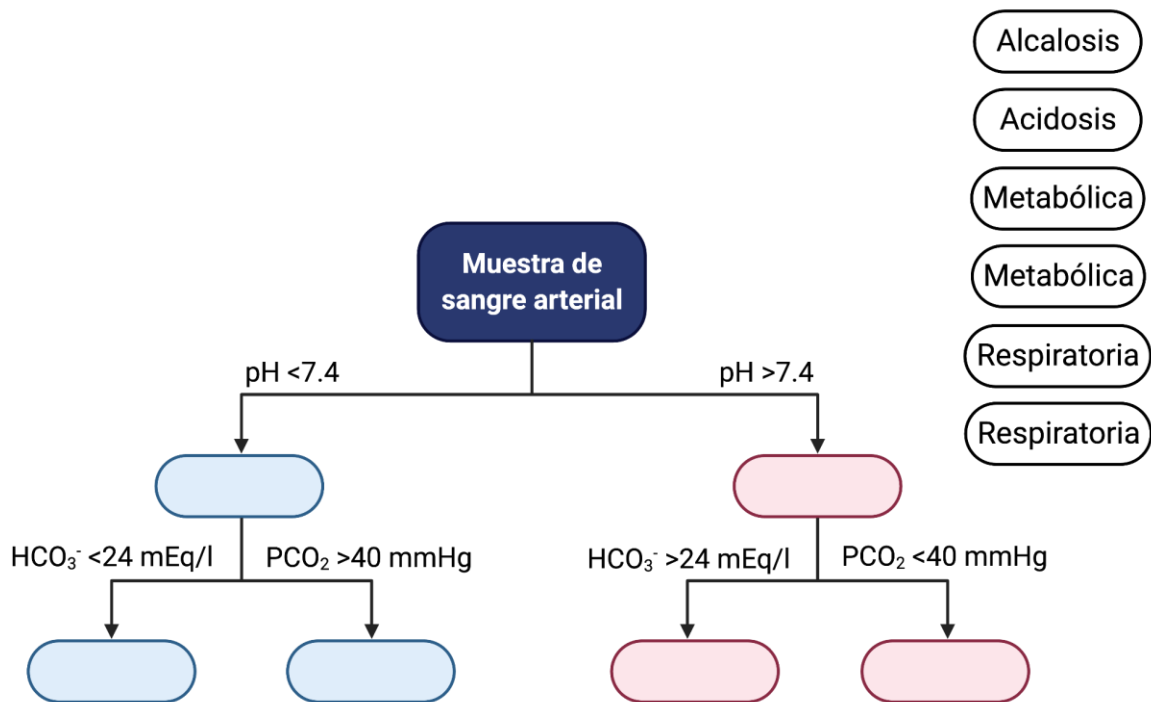 Alcalosis
Acidosis
Metabólica
Metabólica
Respiratoria
Respiratoria
Muestra de
sangre arterial
pH <7.4
pH >7.4
HCO₃⁻ <24 mEq/l
PCO₂ >40 mmHg
HCO₃⁻ >24 mEq/l
PCO₂ <40 mmHg